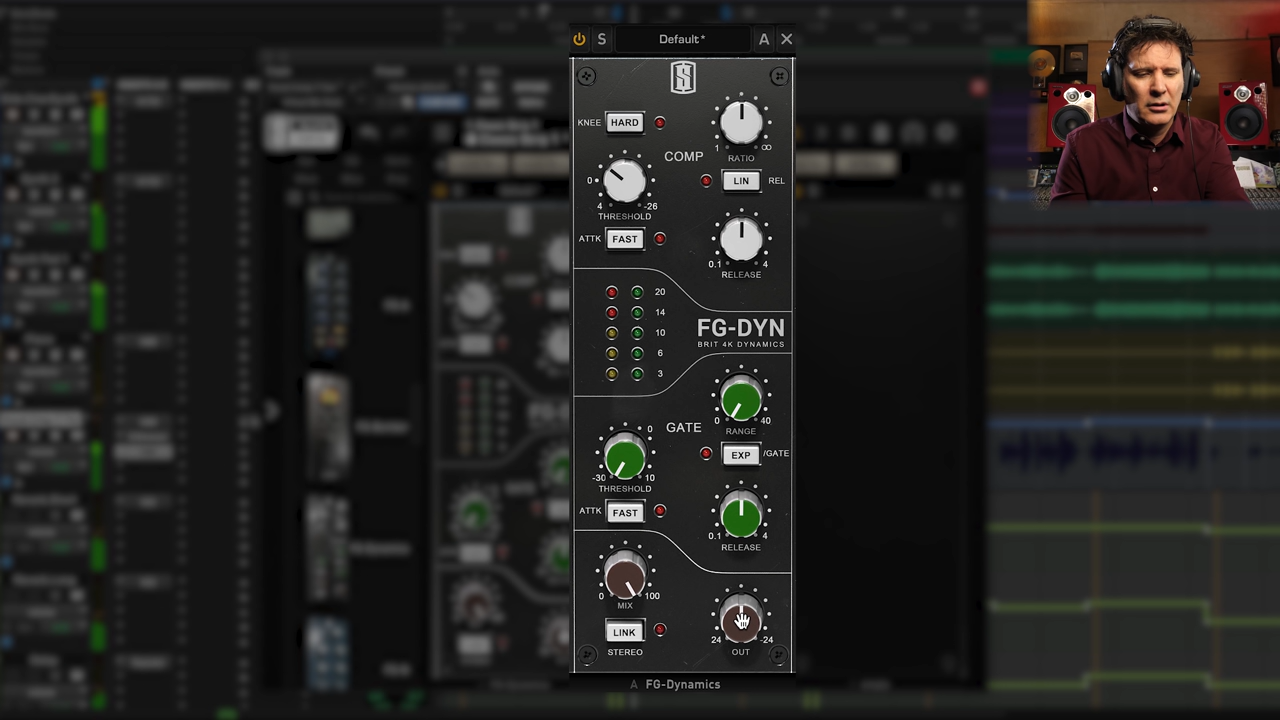 S Default* A X
KNEE HARD
1 ∞
RATIO
COMP
LIN REL
0
4 -26
THRESHOLD
ATTK FAST
0.1 4
RELEASE
20
14
10
6
3
FG-DYN
BRIT 4K DYNAMICS
0 40
RANGE
GATE
0
EXP /GATE
-30 10
THRESHOLD
ATTK FAST
0.1 4
RELEASE
0 100
MIX
LINK
STEREO
24 -24
OUT
A FG-Dynamics